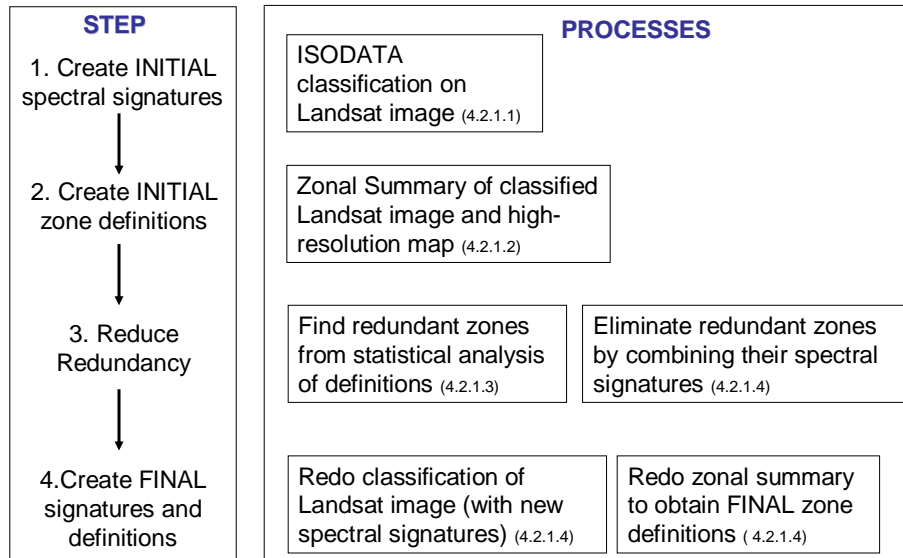 STEP
1. Create INITIAL
spectral signatures
2. Create INITIAL
zone definitions
3. Reduce
Redundancy
4.Create FINAL
signatures and
definitions
PROCESSES
ISODATA
classification on
Landsat image (4.2.1.1)
Zonal Summary of classified
Landsat image and high-
resolution map (4.2.1.2)
Find redundant zones
from statistical analysis
of definitions (4.2.1.3)
Eliminate redundant zones
by combining their spectral
signatures (4.2.1.4)
Redo classification of
Landsat image (with new
spectral signatures) (4.2.1.4)
Redo zonal summary
to obtain FINAL zone
definitions ( 4.2.1.4)